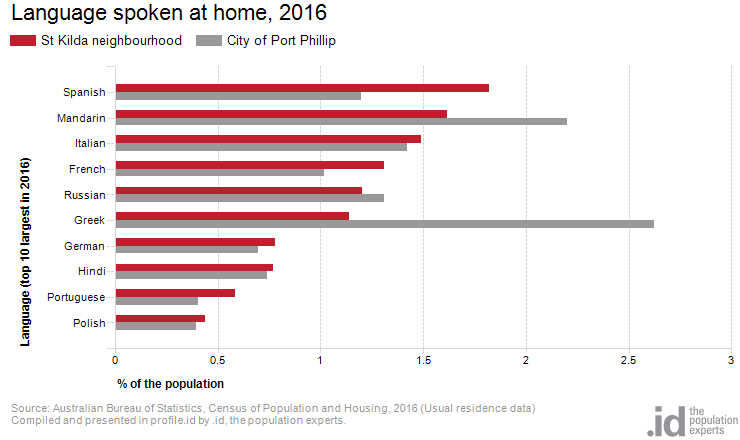 Language spoken at home, 2016
St Kilda neighbourhood City of Port Phillip
Language (top 10 largest in 2016)
Spanish
Mandarin
Italian
French
Russian
Greek
German
Hindi
Portuguese
Polish
0 0.5 1 1.5 2 2.5 3
% of the population
Source: Australian Bureau of Statistics, Census of Population and Housing, 2016 (Usual residence data)
Compiled and presented in profile.id by .id, the population experts.
.id the
population
experts